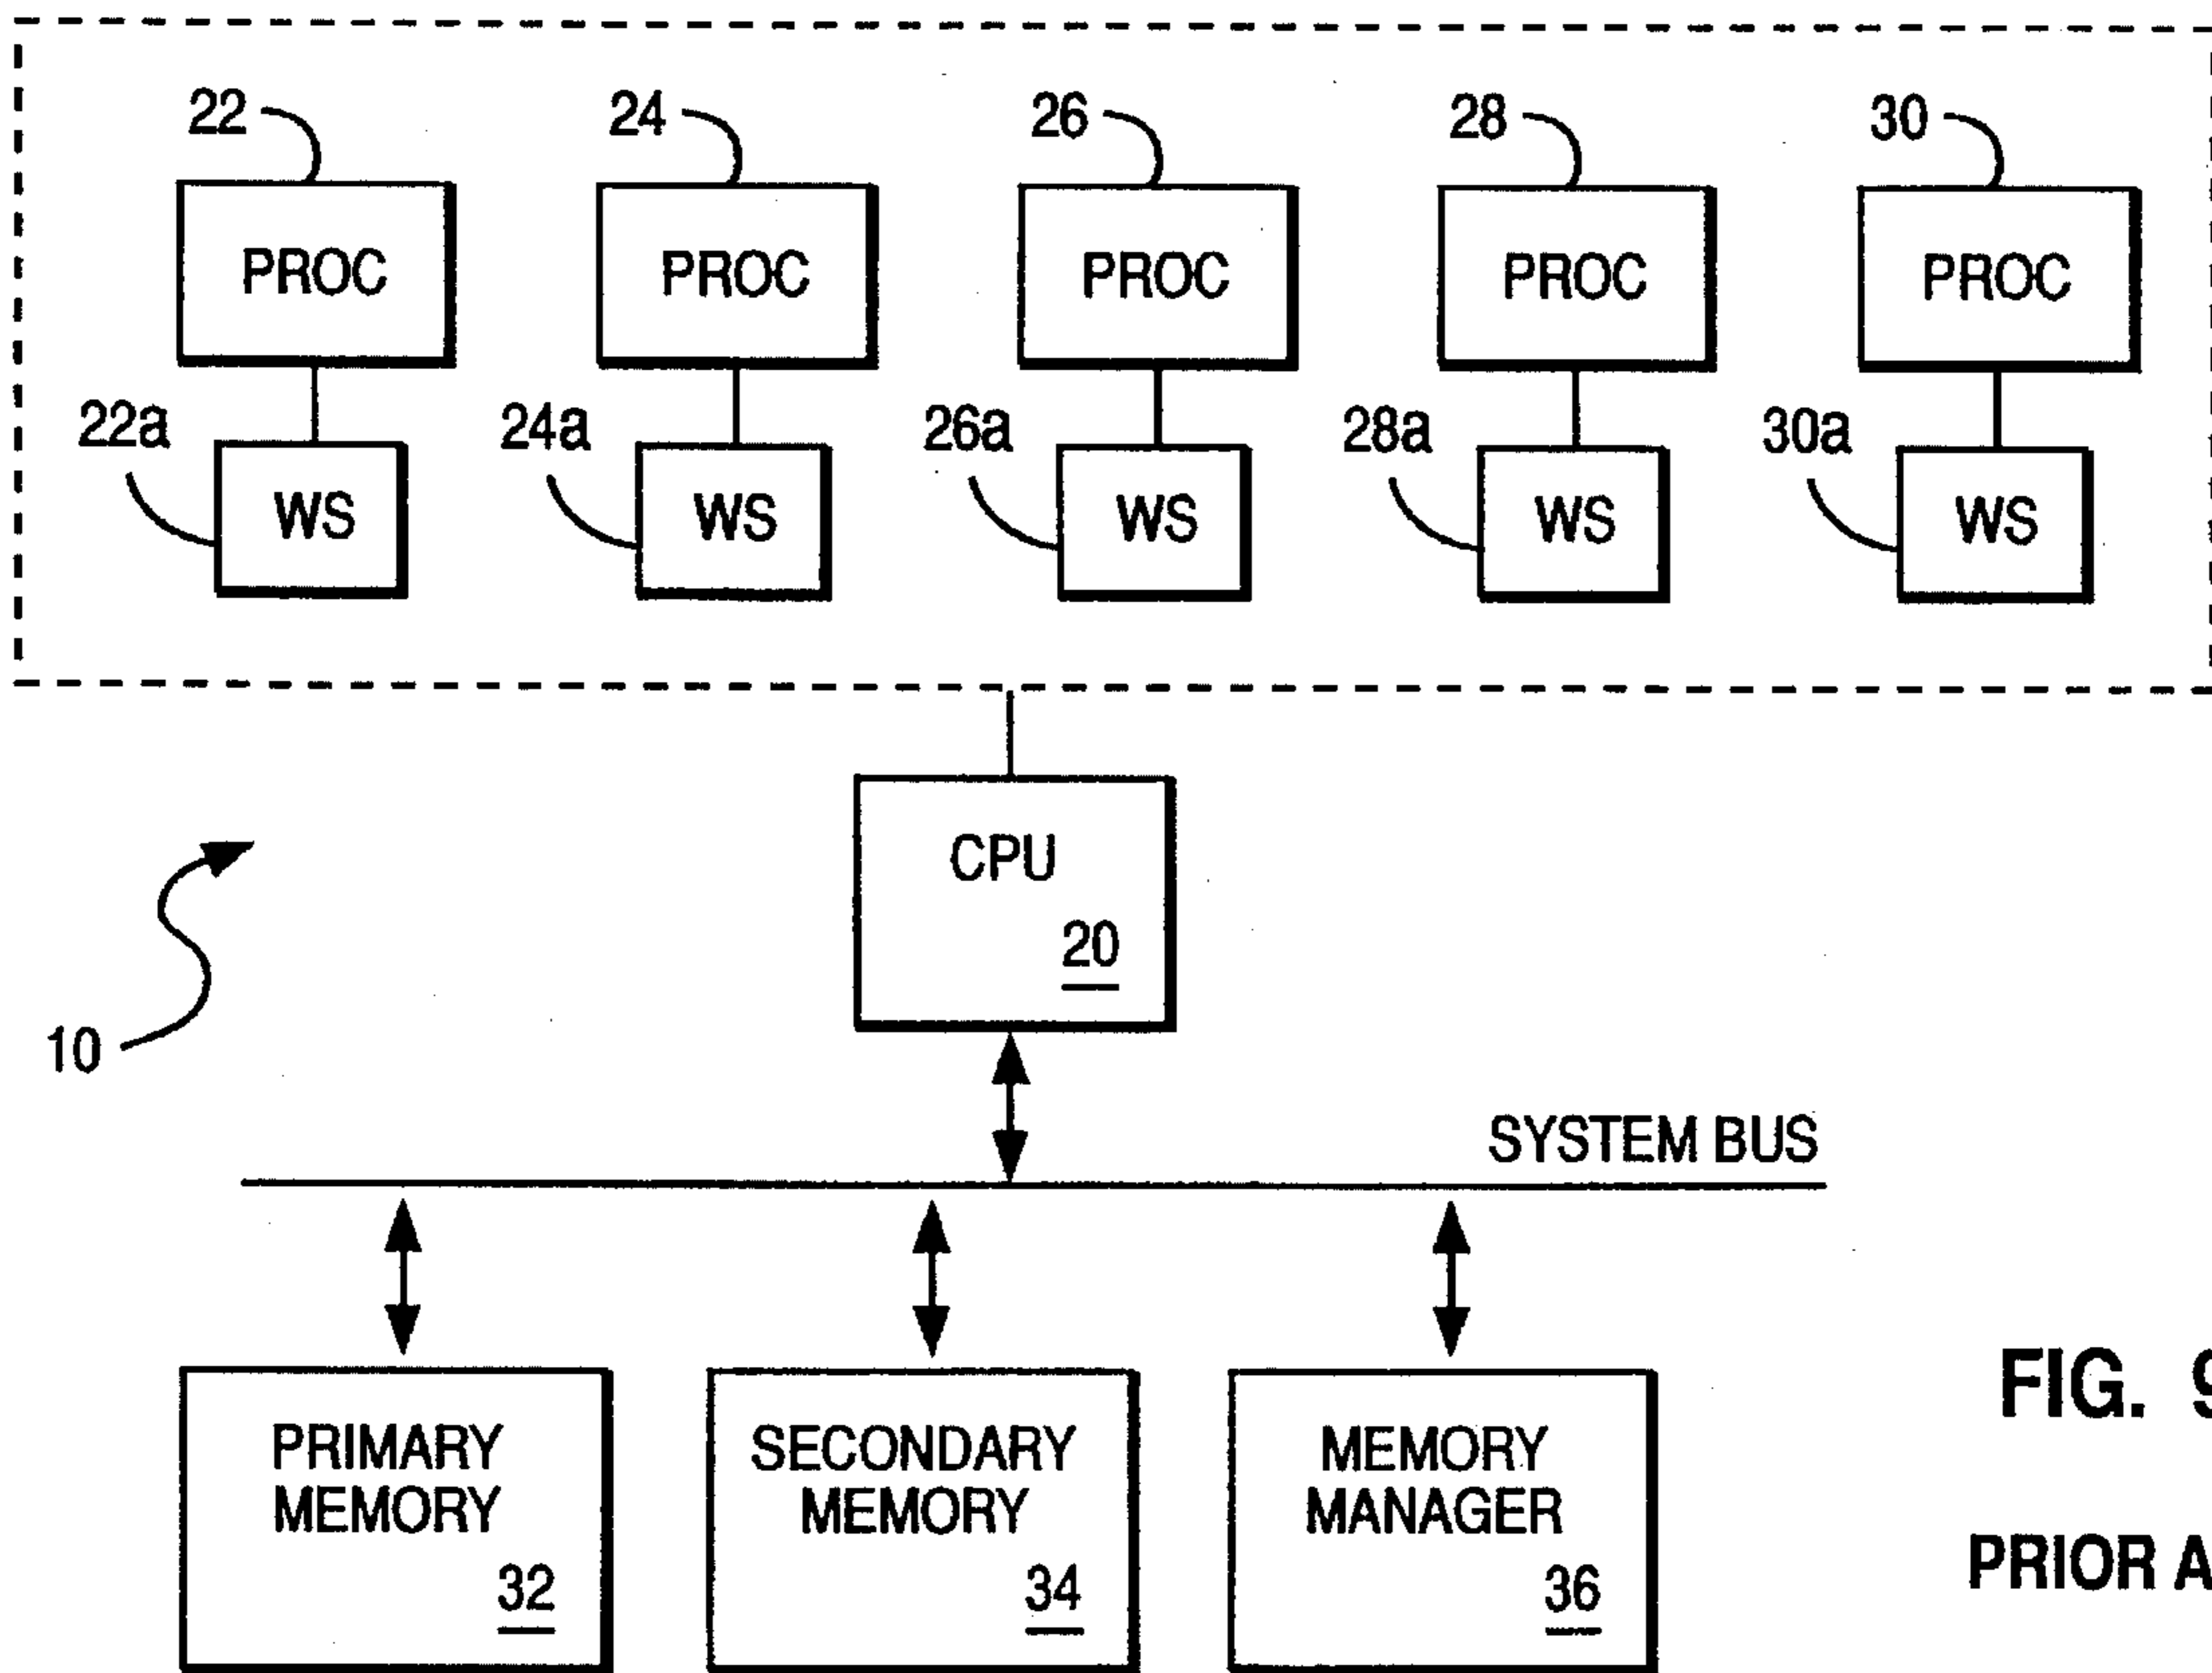 22 24 26 28 30
PROC PROC PROC PROC PROC
22a 24a 26a 28a 30a
WS WS WS WS WS
CPU
20
10
SYSTEM BUS
PRIMARY
MEMORY
32
SECONDARY
MEMORY
34
MEMORY
MANAGER
36
FIG.
PRIOR